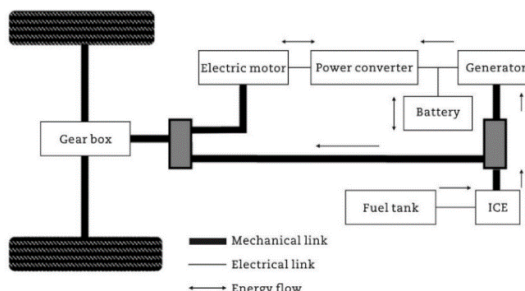 Electric motor
Power converter
Generator
Battery
Gear box
Fuel tank
ICE
Mechanical link
Electrical link
Energy flow